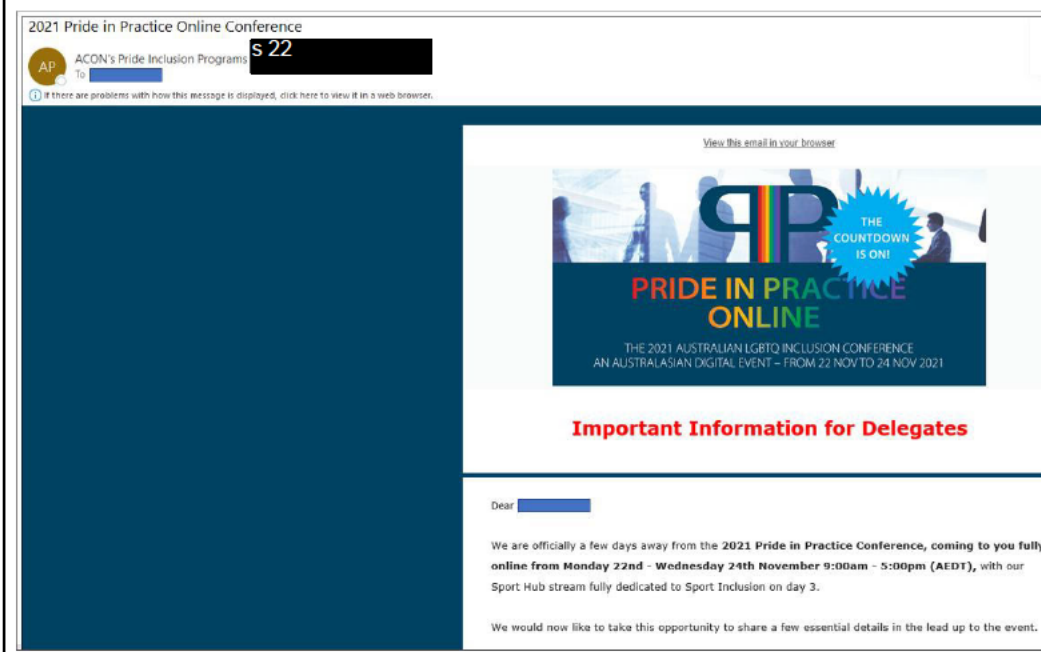 2021 Pride in Practice Online Conference
s 22
AP
ACON's Pride Inclusion Programs
To
If there are problems with how this message is displayed, click here to view it in a web browser.
View this email in your browser
THE
COUNTDOWN
IS ON!
PRIDE IN PRACTICE
ONLINE
THE 2021 AUSTRALIAN LGBTQ INCLUSION CONFERENCE
AN AUSTRALASIAN DIGITAL EVENT – FROM 22 NOV TO 24 NOV 2021
Important Information for Delegates
Dear
We are officially a few days away from the 2021 Pride in Practice Conference, coming to you fully
online from Monday 22nd - Wednesday 24th November 9:00am - 5:00pm (AEDT), with our
Sport Hub stream fully dedicated to Sport Inclusion on day 3.
We would now like to take this opportunity to share a few essential details in the lead up to the event.